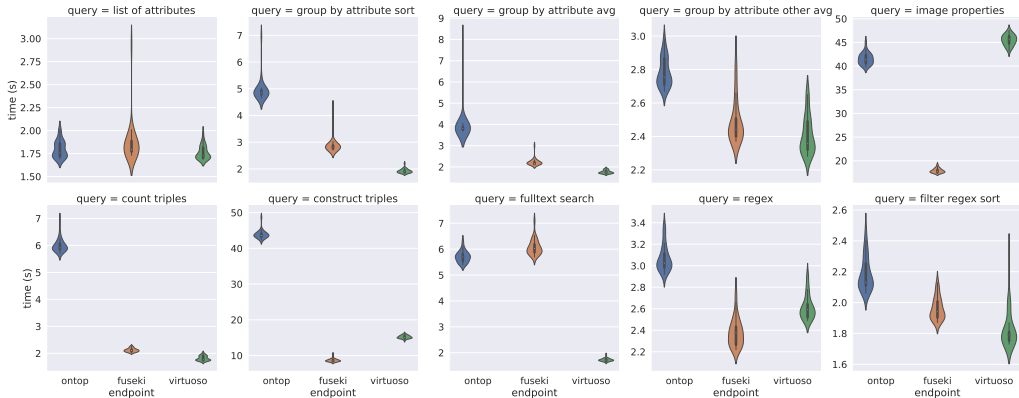 query = list of attributes
query = group by attribute sort
query = group by attribute avg
query = group by attribute other avg
query = image properties
time (s)
3.00
2.75
2.50
2.25
2.00
1.75
1.50
7
6
5
4
3
2
9
8
7
6
5
4
3
2
3.0
2.8
2.6
2.4
2.2
50
45
40
35
30
25
20
query = count triples
query = construct triples
query = fulltext search
query = regex
query = filter regex sort
time (s)
7
6
5
4
3
2
50
40
30
20
10
7
6
5
4
3
2
3.4
3.2
3.0
2.8
2.6
2.4
2.2
2.6
2.4
2.2
2.0
1.8
1.6
ontop fuseki virtuoso
endpoint
ontop fuseki virtuoso
endpoint
ontop fuseki virtuoso
endpoint
ontop fuseki virtuoso
endpoint
ontop fuseki virtuoso
endpoint